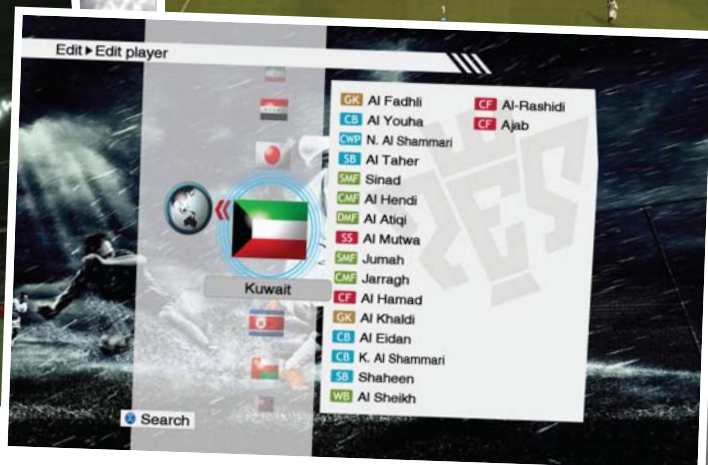 1
Edit ▸ Edit player
GK Al Fadhli
CB Al Youha
CWP N. Al Shammari
SB Al Taher
SMF Sinad
CMF Al Hendi
DMF Al Atiqi
SS Al Mutwa
SMF Jumah
CMF Jarragh
CF Al Hamad
GK Al Khaldi
CB Al Eidan
CB K. Al Shammari
SB Shaheen
WB Al Sheikh
CF Al-Rashidi
CF Ajab
Kuwait
X Search
PES